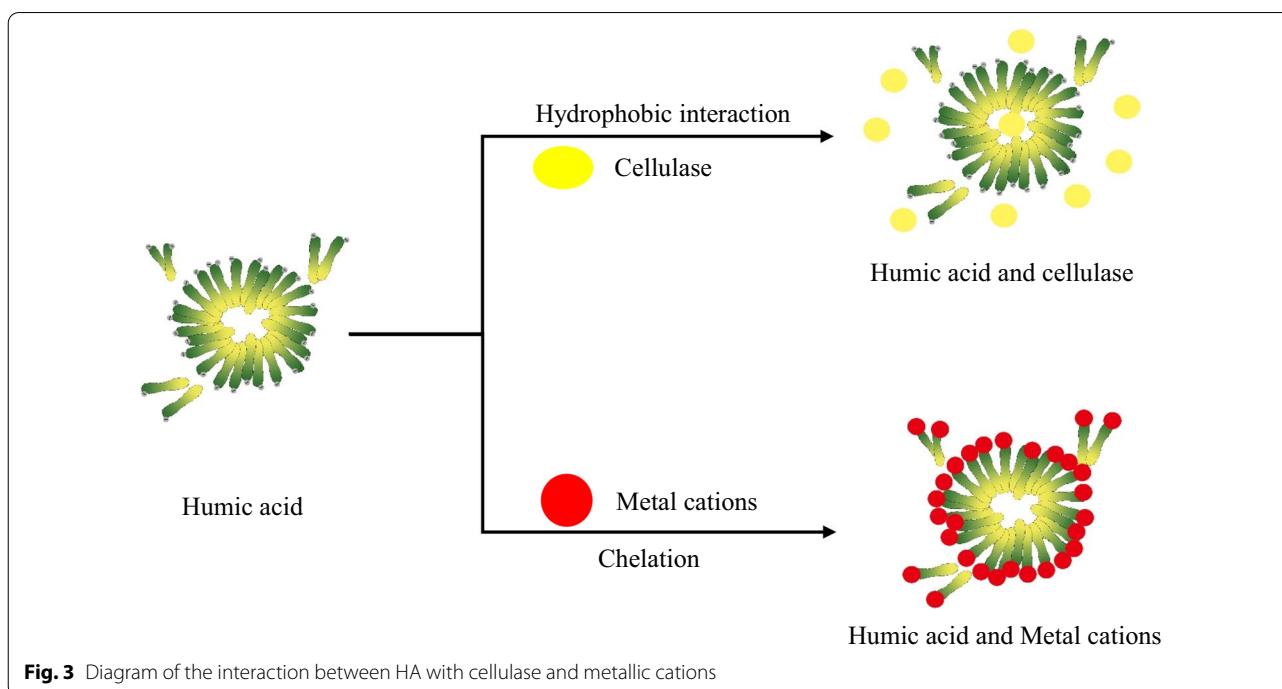 Hydrophobic interaction
Cellulase
Humic acid and cellulase
Humic acid
Metal cations
Chelation
Humic acid and Metal cations
Fig. 3 Diagram of the interaction between HA with cellulase and metallic cations